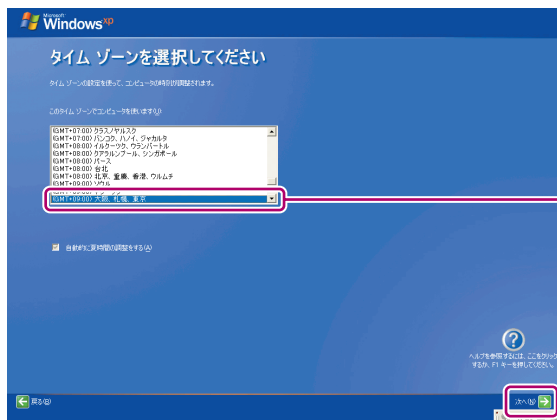 Microsoft
Windows xp
タイム ゾーンを選択してください
タイム ゾーンの設定を使って、コンピュータの時刻が調整されます。
このタイム ゾーンでコンピュータを使います(U):
(GMT+07:00) クラスノヤルスク
(GMT+07:00) バンコク、ハノイ、ジャカルタ
(GMT+08:00) イルクーツク、ウランバートル
(GMT+08:00) クアラルンプール、シンガポール
(GMT+08:00) パース
(GMT+08:00) 台北
(GMT+08:00) 北京、重慶、香港、ウルムチ
(GMT+09:00) ソウル
(GMT+09:00) 大阪、札幌、東京
自動的に夏時間の調整をする(A)
ヘルプを参照するには、ここをクリック
するか、F1 キーを押してください。
戻る(B)
次へ(N)